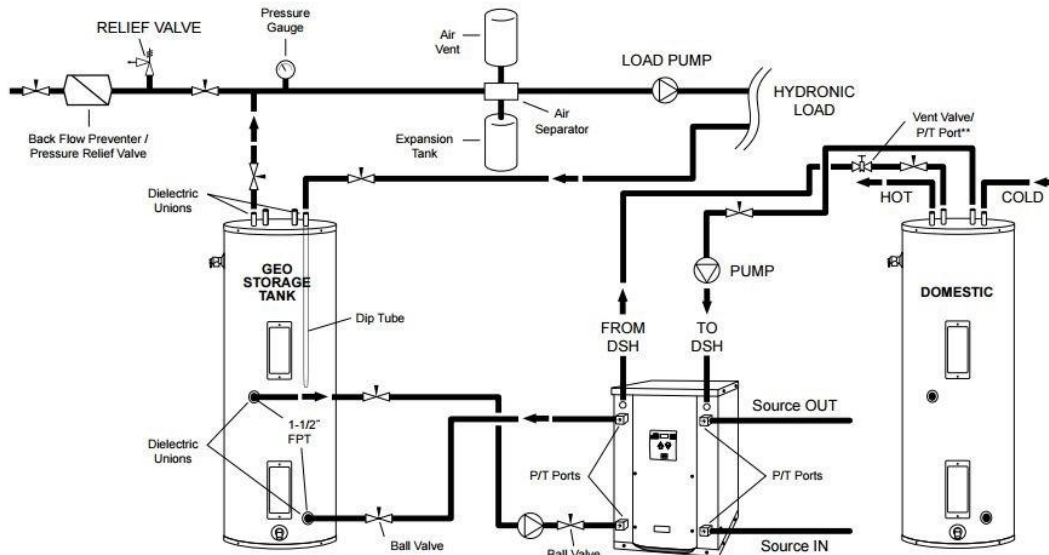 RELIEF VALVE
Pressure
Gauge
Air
Vent
LOAD PUMP
HYDRONIC
LOAD
Vent Valve/
P/T Port**
Back Flow Preventer /
Pressure Relief Valve
Air
Separator
Expansion
Tank
Dielectric
Unions
HOT
COLD
GEO
STORAGE
TANK
PUMP
DOMESTIC
Dip Tube
FROM
DSH
TO
DSH
Source OUT
1-1/2"
FPT
Dielectric
Unions
P/T Ports
P/T Ports
Ball Valve
Ball Valve
Source IN